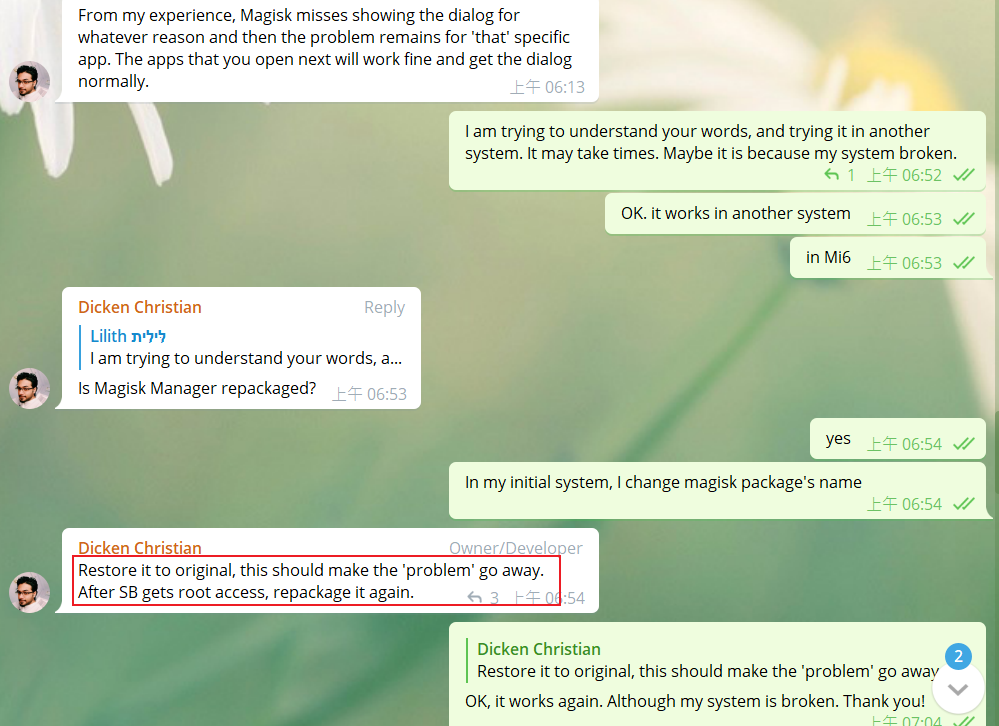 From my experience, Magisk misses showing the dialog for
whatever reason and then the problem remains for 'that' specific
app. The apps that you open next will work fine and get the dialog
normally.
上午 06:13
I am trying to understand your words, and trying it in another
system. It may take times. Maybe it is because my system broken.
1 上午 06:52
OK. it works in another system 上午 06:53
in Mi6 上午 06:53
Dicken Christian Reply
Lilith לילית
I am trying to understand your words, a...
Is Magisk Manager repackaged? 上午 06:53
yes 上午 06:54
In my initial system, I change magisk package's name
上午 06:54
Dicken Christian Owner/Developer
Restore it to original, this should make the 'problem' go away.
After SB gets root access, repackage it again. 3 上午 06:54
Dicken Christian
Restore it to original, this should make the 'problem' go away
2
OK, it works again. Although my system is broken. Thank you!
上午 07:04